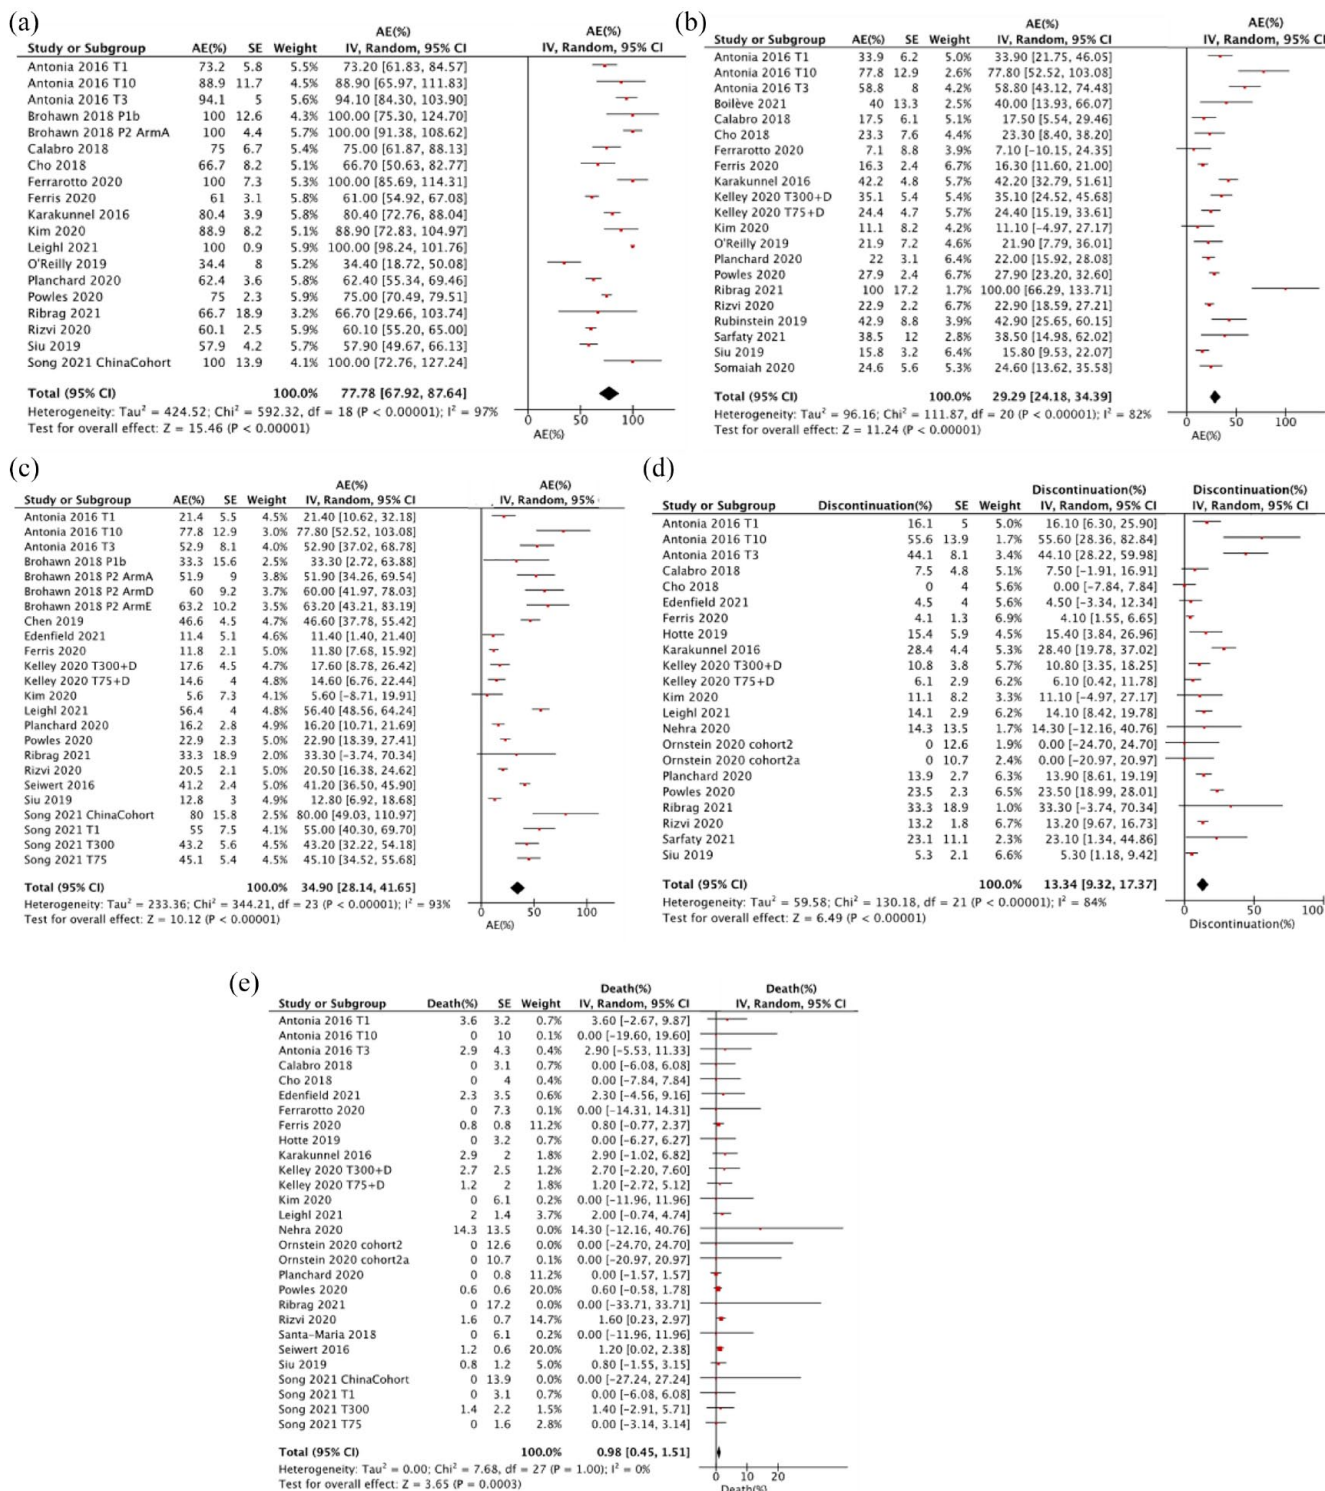 (a)
AE(%) AE(%)
Study or Subgroup AE(%) SE Weight IV, Random, 95% CI IV, Random, 95% CI
Antonia 2016 T1 73.2 5.8 5.5% 73.20 [61.83, 84.57]
Antonia 2016 T10 88.9 11.7 4.5% 88.90 [65.97, 111.83]
Antonia 2016 T3 94.1 5 5.6% 94.10 [84.30, 103.90]
Brohawn 2018 P1b 100 12.6 4.3% 100.00 [75.30, 124.70]
Brohawn 2018 P2 ArmA 100 4.4 5.7% 100.00 [91.38, 108.62]
Calabro 2018 75 6.7 5.4% 75.00 [61.87, 88.13]
Cho 2018 66.7 8.2 5.1% 66.70 [50.63, 82.77]
Ferrarotto 2020 100 7.3 5.3% 100.00 [85.69, 114.31]
Ferris 2020 61 3.1 5.8% 61.00 [54.92, 67.08]
Karakunnel 2016 80.4 3.9 5.7% 80.40 [72.76, 88.04]
Kim 2020 88.9 8.2 5.1% 88.90 [72.83, 104.97]
Leighl 2021 100 0.9 5.9% 100.00 [98.24, 101.76]
O'Reilly 2019 34.4 8 5.2% 34.40 [18.72, 50.08]
Planchard 2020 62.4 3.6 5.8% 62.40 [55.34, 69.46]
Powles 2020 75 2.3 5.9% 75.00 [70.49, 79.51]
Ribrag 2021 66.7 18.9 3.2% 66.70 [29.66, 103.74]
Rizvi 2020 60.1 2.5 5.9% 60.10 [55.20, 65.00]
Siu 2019 57.9 4.2 5.7% 57.90 [49.67, 66.13]
Song 2021 ChinaCohort 100 13.9 4.1% 100.00 [72.76, 127.24]
Total (95% CI) 100.0% 77.78 [67.92, 87.64]
Heterogeneity: Tau² = 424.52; Chi² = 592.32, df = 18 (P < 0.00001); I² = 97%
Test for overall effect: Z = 15.46 (P < 0.00001)
0 50 100
AE(%)
(b)
AE(%) AE(%)
Study or Subgroup AE(%) SE Weight IV, Random, 95% CI IV, Random, 95% CI
Antonia 2016 T1 33.9 6.2 5.0% 33.90 [21.75, 46.05]
Antonia 2016 T10 77.8 12.9 2.6% 77.80 [52.52, 103.08]
Antonia 2016 T3 58.8 8 4.2% 58.80 [43.12, 74.48]
Boilève 2021 40 13.3 2.5% 40.00 [13.93, 66.07]
Calabro 2018 17.5 6.1 5.1% 17.50 [5.54, 29.46]
Cho 2018 23.3 7.6 4.4% 23.30 [8.40, 38.20]
Ferrarotto 2020 7.1 8.8 3.9% 7.10 [-10.15, 24.35]
Ferris 2020 16.3 2.4 6.7% 16.30 [11.60, 21.00]
Karakunnel 2016 42.2 4.8 5.7% 42.20 [32.79, 51.61]
Kelley 2020 T300+D 35.1 5.4 5.4% 35.10 [24.52, 45.68]
Kelley 2020 T75+D 24.4 4.7 5.7% 24.40 [15.19, 33.61]
Kim 2020 11.1 8.2 4.2% 11.10 [-4.97, 27.17]
O'Reilly 2019 21.9 7.2 4.6% 21.90 [7.79, 36.01]
Planchard 2020 22 3.1 6.4% 22.00 [15.92, 28.08]
Powles 2020 27.9 2.4 6.7% 27.90 [23.20, 32.60]
Ribrag 2021 100 17.2 1.7% 100.00 [66.29, 133.71]
Rizvi 2020 22.9 2.2 6.7% 22.90 [18.59, 27.21]
Rubinstein 2019 42.9 8.8 3.9% 42.90 [25.65, 60.15]
Sarfaty 2021 38.5 12 2.8% 38.50 [14.98, 62.02]
Siu 2019 15.8 3.2 6.4% 15.80 [9.53, 22.07]
Somaiah 2020 24.6 5.6 5.3% 24.60 [13.62, 35.58]
Total (95% CI) 100.0% 29.29 [24.18, 34.39]
Heterogeneity: Tau² = 96.16; Chi² = 111.87, df = 20 (P < 0.00001); I² = 82%
Test for overall effect: Z = 11.24 (P < 0.00001)
0 50 100
AE(%)
(c)
AE(%) AE(%)
Study or Subgroup AE(%) SE Weight IV, Random, 95% CI IV, Random, 95%
Antonia 2016 T1 21.4 5.5 4.5% 21.40 [10.62, 32.18]
Antonia 2016 T10 77.8 12.9 3.0% 77.80 [52.52, 103.08]
Antonia 2016 T3 52.9 8.1 4.0% 52.90 [37.02, 68.78]
Brohawn 2018 P1b 33.3 15.6 2.5% 33.30 [2.72, 63.88]
Brohawn 2018 P2 ArmA 51.9 9 3.8% 51.90 [34.26, 69.54]
Brohawn 2018 P2 ArmD 60 9.2 3.7% 60.00 [41.97, 78.03]
Brohawn 2018 P2 ArmE 63.2 10.2 3.5% 63.20 [43.21, 83.19]
Chen 2019 46.6 4.5 4.7% 46.60 [37.78, 55.42]
Edenfield 2021 11.4 5.1 4.6% 11.40 [1.40, 21.40]
Ferris 2020 11.8 2.1 5.0% 11.80 [7.68, 15.92]
Kelley 2020 T300+D 17.6 4.5 4.7% 17.60 [8.78, 26.42]
Kelley 2020 T75+D 14.6 4 4.8% 14.60 [6.76, 22.44]
Kim 2020 5.6 7.3 4.1% 5.60 [-8.71, 19.91]
Leighl 2021 56.4 4 4.8% 56.40 [48.56, 64.24]
Planchard 2020 16.2 2.8 4.9% 16.20 [10.71, 21.69]
Powles 2020 22.9 2.3 5.0% 22.90 [18.39, 27.41]
Ribrag 2021 33.3 18.9 2.0% 33.30 [-3.74, 70.34]
Rizvi 2020 20.5 2.1 5.0% 20.50 [16.38, 24.62]
Seiwert 2016 41.2 2.4 5.0% 41.20 [36.50, 45.90]
Siu 2019 12.8 3 4.9% 12.80 [6.92, 18.68]
Song 2021 ChinaCohort 80 15.8 2.5% 80.00 [49.03, 110.97]
Song 2021 T1 55 7.5 4.1% 55.00 [40.30, 69.70]
Song 2021 T300 43.2 5.6 4.5% 43.20 [32.22, 54.18]
Song 2021 T75 45.1 5.4 4.5% 45.10 [34.52, 55.68]
Total (95% CI) 100.0% 34.90 [28.14, 41.65]
Heterogeneity: Tau² = 233.36; Chi² = 344.21, df = 23 (P < 0.00001); I² = 93%
Test for overall effect: Z = 10.12 (P < 0.00001)
0 50 100
AE(%)
(d)
Discontinuation(%) Discontinuation(%)
Study or Subgroup Discontinuation(%) SE Weight IV, Random, 95% CI IV, Random, 95% CI
Antonia 2016 T1 16.1 5 5.0% 16.10 [6.30, 25.90]
Antonia 2016 T10 55.6 13.9 1.7% 55.60 [28.36, 82.84]
Antonia 2016 T3 44.1 8.1 3.4% 44.10 [28.22, 59.98]
Calabro 2018 7.5 4.8 5.1% 7.50 [-1.91, 16.91]
Cho 2018 0 4 5.6% 0.00 [-7.84, 7.84]
Edenfield 2021 4.5 4 5.6% 4.50 [-3.34, 12.34]
Ferris 2020 4.1 1.3 6.9% 4.10 [1.55, 6.65]
Hotte 2019 15.4 5.9 4.5% 15.40 [3.84, 26.96]
Karakunnel 2016 28.4 4.4 5.3% 28.40 [19.78, 37.02]
Kelley 2020 T300+D 10.8 3.8 5.7% 10.80 [3.35, 18.25]
Kelley 2020 T75+D 6.1 2.9 6.2% 6.10 [0.42, 11.78]
Kim 2020 11.1 8.2 3.3% 11.10 [-4.97, 27.17]
Leighl 2021 14.1 2.9 6.2% 14.10 [8.42, 19.78]
Nehra 2020 14.3 13.5 1.7% 14.30 [-12.16, 40.76]
Ornstein 2020 cohort2 0 12.6 1.9% 0.00 [-24.70, 24.70]
Ornstein 2020 cohort2a 0 10.7 2.4% 0.00 [-20.97, 20.97]
Planchard 2020 13.9 2.7 6.3% 13.90 [8.61, 19.19]
Powles 2020 23.5 2.3 6.5% 23.50 [18.99, 28.01]
Ribrag 2021 33.3 18.9 1.0% 33.30 [-3.74, 70.34]
Rizvi 2020 13.2 1.8 6.7% 13.20 [9.67, 16.73]
Sarfaty 2021 23.1 11.1 2.3% 23.10 [1.34, 44.86]
Siu 2019 5.3 2.1 6.6% 5.30 [1.18, 9.42]
Total (95% CI) 100.0% 13.34 [9.32, 17.37]
Heterogeneity: Tau² = 59.58; Chi² = 130.18, df = 21 (P < 0.00001); I² = 84%
Test for overall effect: Z = 6.49 (P < 0.00001)
0 50 100
Discontinuation(%)
(e)
Death(%) Death(%)
Study or Subgroup Death(%) SE Weight IV, Random, 95% CI IV, Random, 95% CI
Antonia 2016 T1 3.6 3.2 0.7% 3.60 [-2.67, 9.87]
Antonia 2016 T10 0 10 0.1% 0.00 [-19.60, 19.60]
Antonia 2016 T3 2.9 4.3 0.4% 2.90 [-5.53, 11.33]
Calabro 2018 0 3.1 0.7% 0.00 [-6.08, 6.08]
Cho 2018 0 4 0.4% 0.00 [-7.84, 7.84]
Edenfield 2021 2.3 3.5 0.6% 2.30 [-4.56, 9.16]
Ferrarotto 2020 0 7.3 0.1% 0.00 [-14.31, 14.31]
Ferris 2020 0.8 0.8 11.2% 0.80 [-0.77, 2.37]
Hotte 2019 0 3.2 0.7% 0.00 [-6.27, 6.27]
Karakunnel 2016 2.9 2 1.8% 2.90 [-1.02, 6.82]
Kelley 2020 T300+D 2.7 2.5 1.2% 2.70 [-2.20, 7.60]
Kelley 2020 T75+D 1.2 2 1.8% 1.20 [-2.72, 5.12]
Kim 2020 0 6.1 0.2% 0.00 [-11.96, 11.96]
Leighl 2021 2 1.4 3.7% 2.00 [-0.74, 4.74]
Nehra 2020 14.3 13.5 0.0% 14.30 [-12.16, 40.76]
Ornstein 2020 cohort2 0 12.6 0.0% 0.00 [-24.70, 24.70]
Ornstein 2020 cohort2a 0 10.7 0.1% 0.00 [-20.97, 20.97]
Planchard 2020 0 0.8 11.2% 0.00 [-1.57, 1.57]
Powles 2020 0.6 0.6 20.0% 0.60 [-0.58, 1.78]
Ribrag 2021 0 17.2 0.0% 0.00 [-33.71, 33.71]
Rizvi 2020 1.6 0.7 14.7% 1.60 [0.23, 2.97]
Santa-Maria 2018 0 6.1 0.2% 0.00 [-11.96, 11.96]
Seiwert 2016 1.2 0.6 20.0% 1.20 [0.02, 2.38]
Siu 2019 0.8 1.2 5.0% 0.80 [-1.55, 3.15]
Song 2021 ChinaCohort 0 13.9 0.0% 0.00 [-27.24, 27.24]
Song 2021 T1 0 3.1 0.7% 0.00 [-6.08, 6.08]
Song 2021 T300 1.4 2.2 1.5% 1.40 [-2.91, 5.71]
Song 2021 T75 0 1.6 2.8% 0.00 [-3.14, 3.14]
Total (95% CI) 100.0% 0.98 [0.45, 1.51]
Heterogeneity: Tau² = 0.00; Chi² = 7.68, df = 27 (P = 1.00); I² = 0%
Test for overall effect: Z = 3.65 (P = 0.0003)
0 10 20
Death(%)